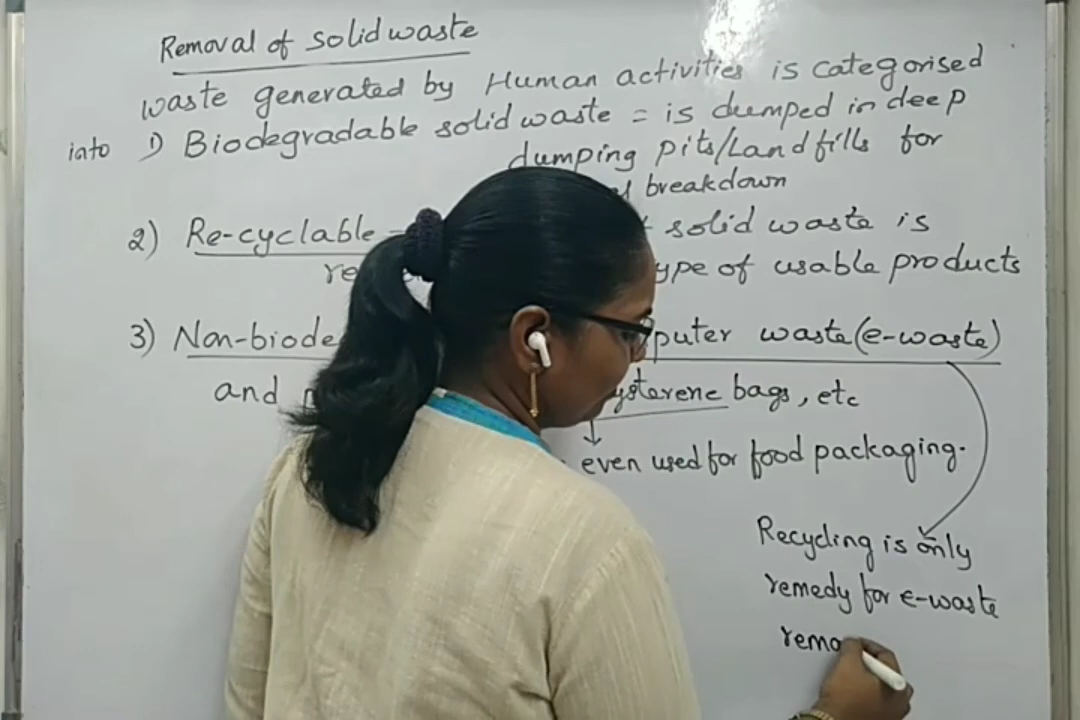 Removal of solid waste
waste generated by Human activities is categorised
into 1) Biodegradable solid waste = is dumped in deep
dumping pits/Landfills for
breakdown
2) Re-cyclable solid waste is
usable products of
3) Non-biode puter waste (e-waste)
and ysterene bags, etc
even used for food packaging.
Recycling is only
remedy for e-waste
remo